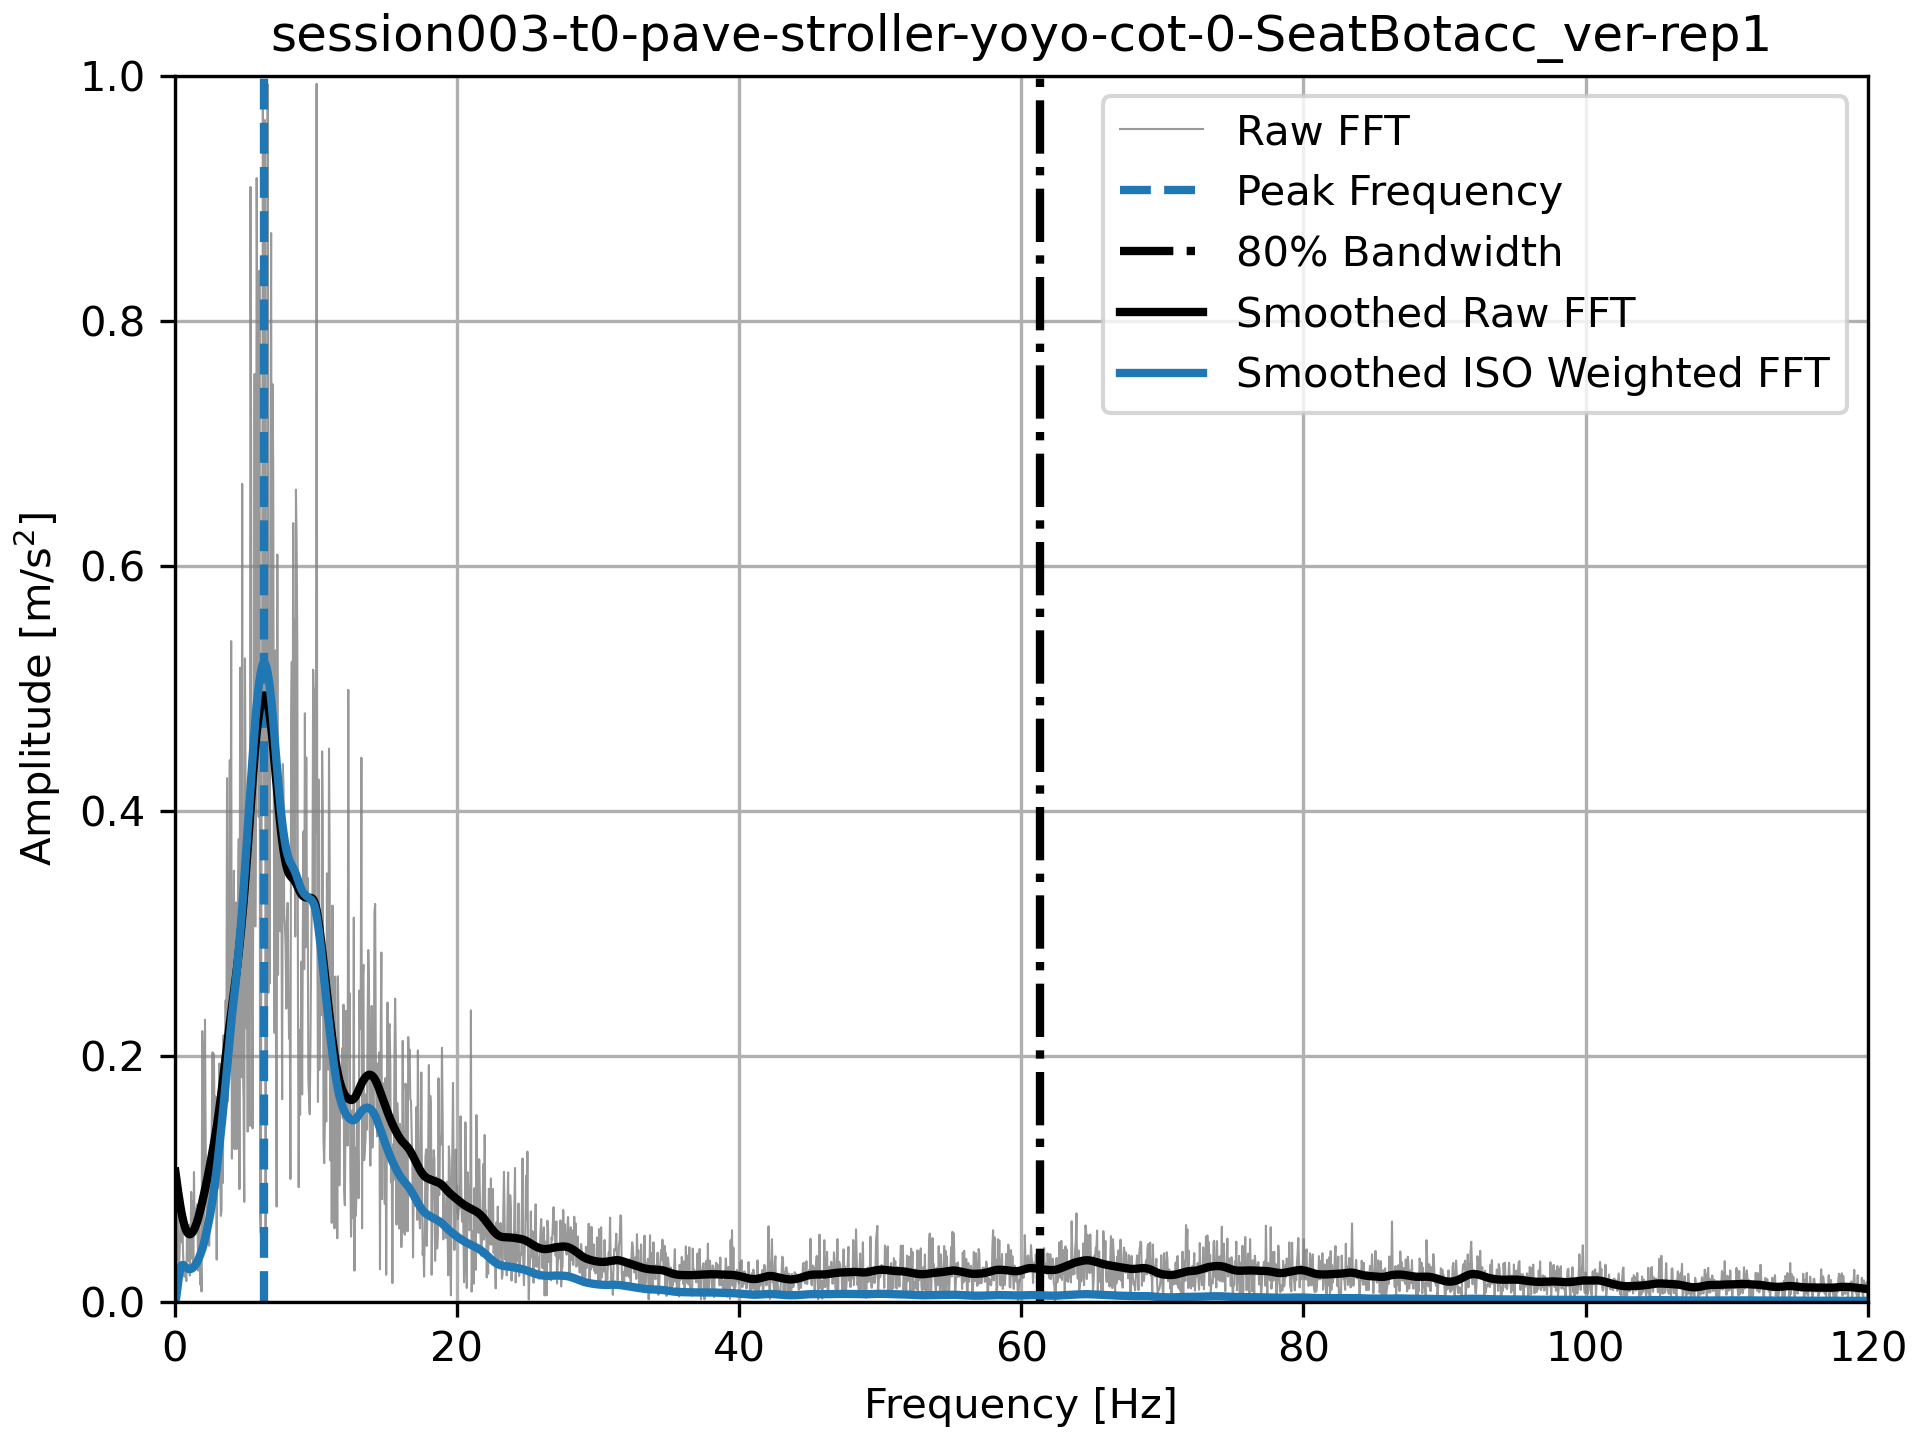 session003-t0-pave-stroller-yoyo-cot-0-SeatBotacc_ver-rep1
1.0
0.8
0.6
0.4
0.2
0.0
Amplitude [m/s²]
Raw FFT
Peak Frequency
80% Bandwidth
Smoothed Raw FFT
Smoothed ISO Weighted FFT
0 20 40 60 80 100 120
Frequency [Hz]